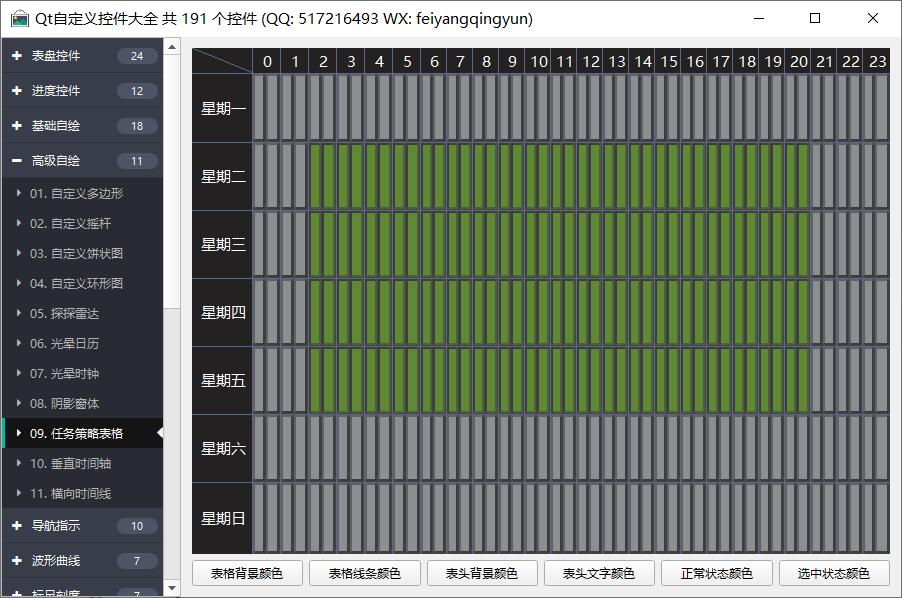 Qt自定义控件大全 共 191 个控件 (QQ: 517216493 WX: feiyangqingyun)
表盘控件 24
进度控件 12
基础自绘 18
高级自绘 11
01. 自定义多边形
02. 自定义摇杆
03. 自定义饼状图
04. 自定义环形图
05. 探探雷达
06. 光晕日历
07. 光晕时钟
08. 阴影窗体
09. 任务策略表格
10. 垂直时间轴
11. 横向时间线
导航指示 10
波形曲线 7
标尺刻度 7
0 1 2 3 4 5 6 7 8 9 10 11 12 13 14 15 16 17 18 19 20 21 22 23
星期一
星期二
星期三
星期四
星期五
星期六
星期日
表格背景颜色 表格线条颜色 表头背景颜色 表头文字颜色 正常状态颜色 选中状态颜色